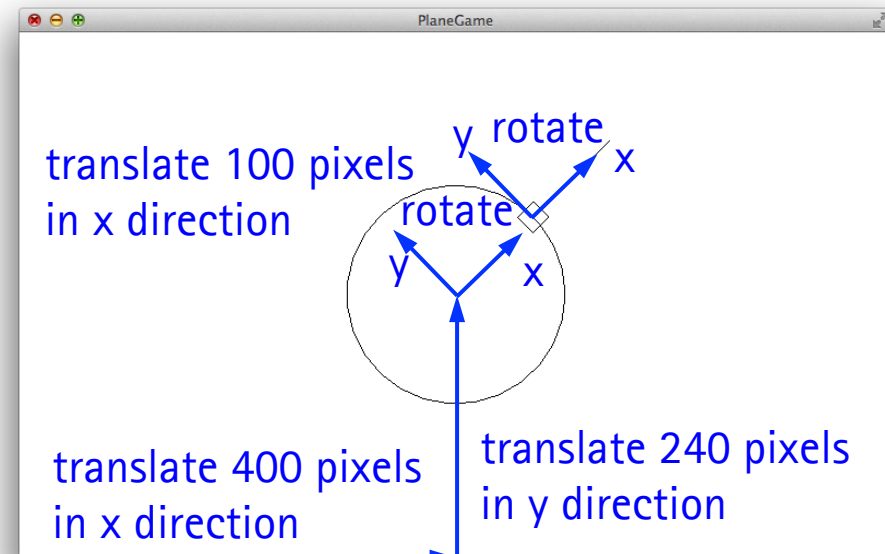 PlaneGame
y rotate
x
translate 100 pixels
in x direction
rotate
y
x
translate 400 pixels
in x direction
translate 240 pixels
in y direction